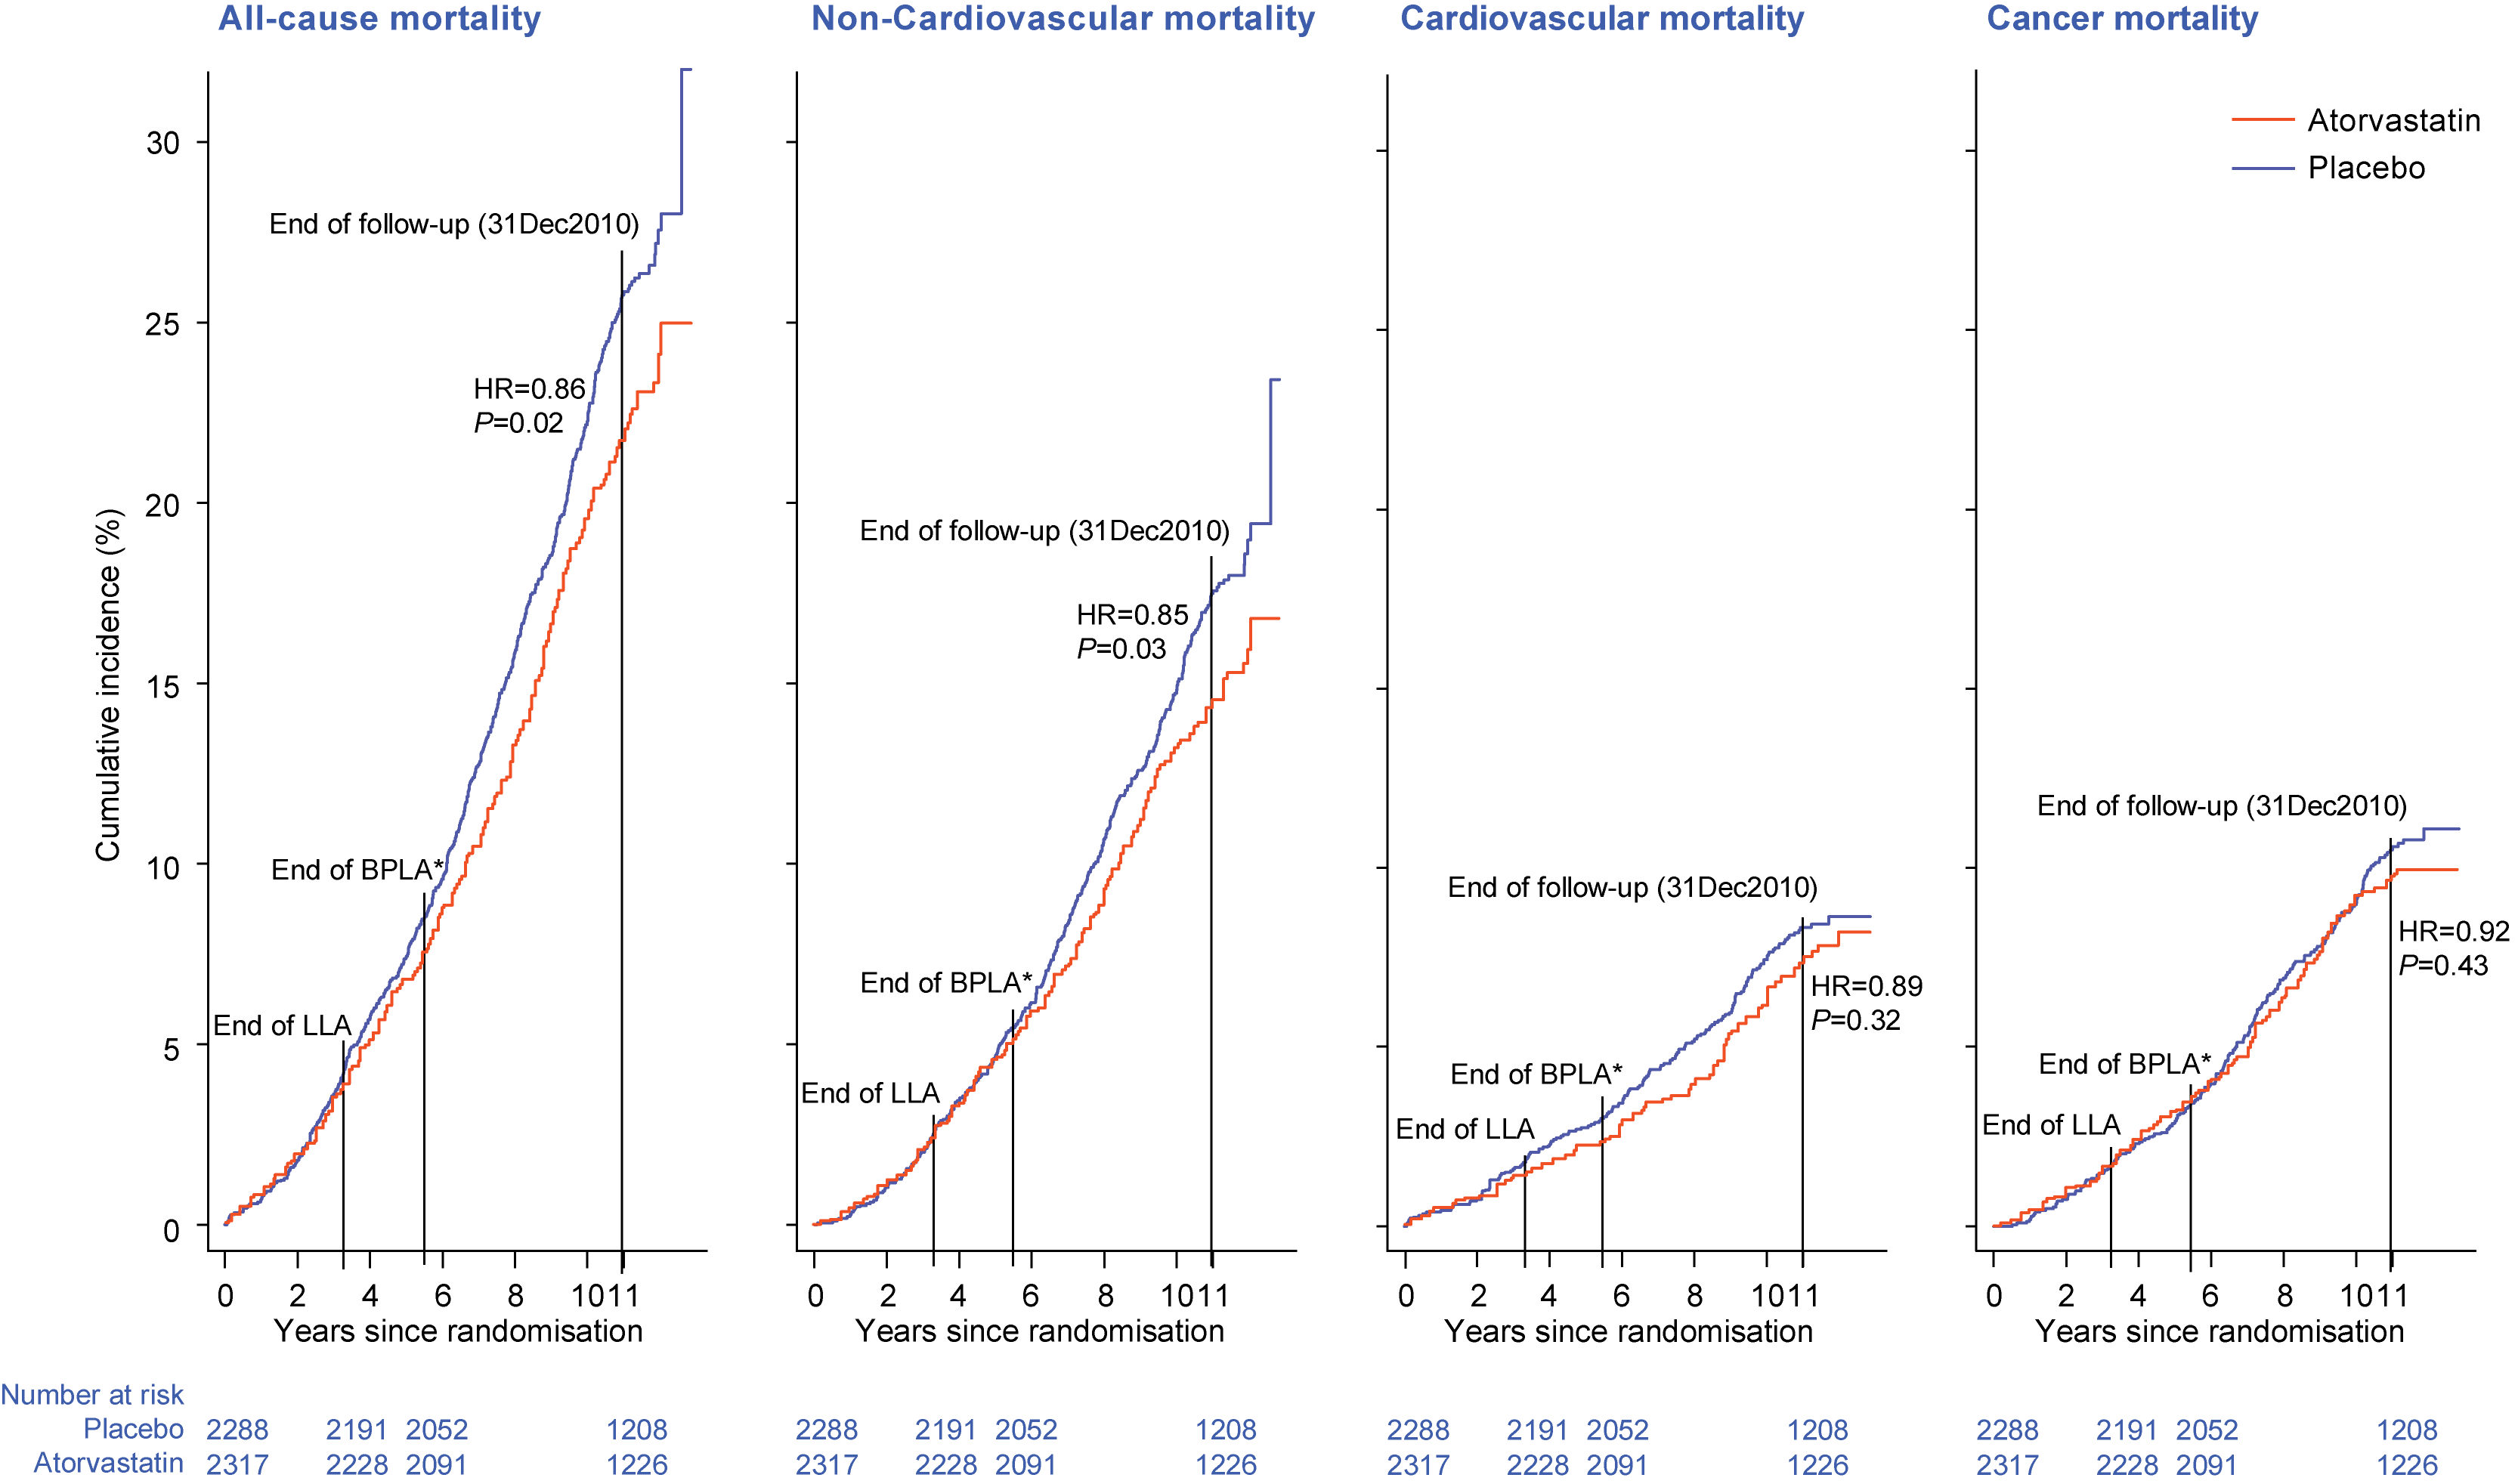 All-cause mortality
Non-Cardiovascular mortality
Cardiovascular mortality
Cancer mortality
Atorvastatin
Placebo
Cumulative incidence (%)
30
25
20
15
10
5
0
End of follow-up (31Dec2010)
HR=0.86
P=0.02
End of BPLA*
End of LLA
0 2 4 6 8 10 11
Years since randomisation
End of follow-up (31Dec2010)
HR=0.85
P=0.03
End of BPLA*
End of LLA
0 2 4 6 8 10 11
Years since randomisation
End of follow-up (31Dec2010)
HR=0.89
P=0.32
End of BPLA*
End of LLA
0 2 4 6 8 10 11
Years since randomisation
End of follow-up (31Dec2010)
HR=0.92
P=0.43
End of BPLA*
End of LLA
0 2 4 6 8 10 11
Years since randomisation
Number at risk
Placebo 2288 2191 2052 1208 2288 2191 2052 1208 2288 2191 2052 1208 2288 2191 2052 1208
Atorvastatin 2317 2228 2091 1226 2317 2228 2091 1226 2317 2228 2091 1226 2317 2228 2091 1226